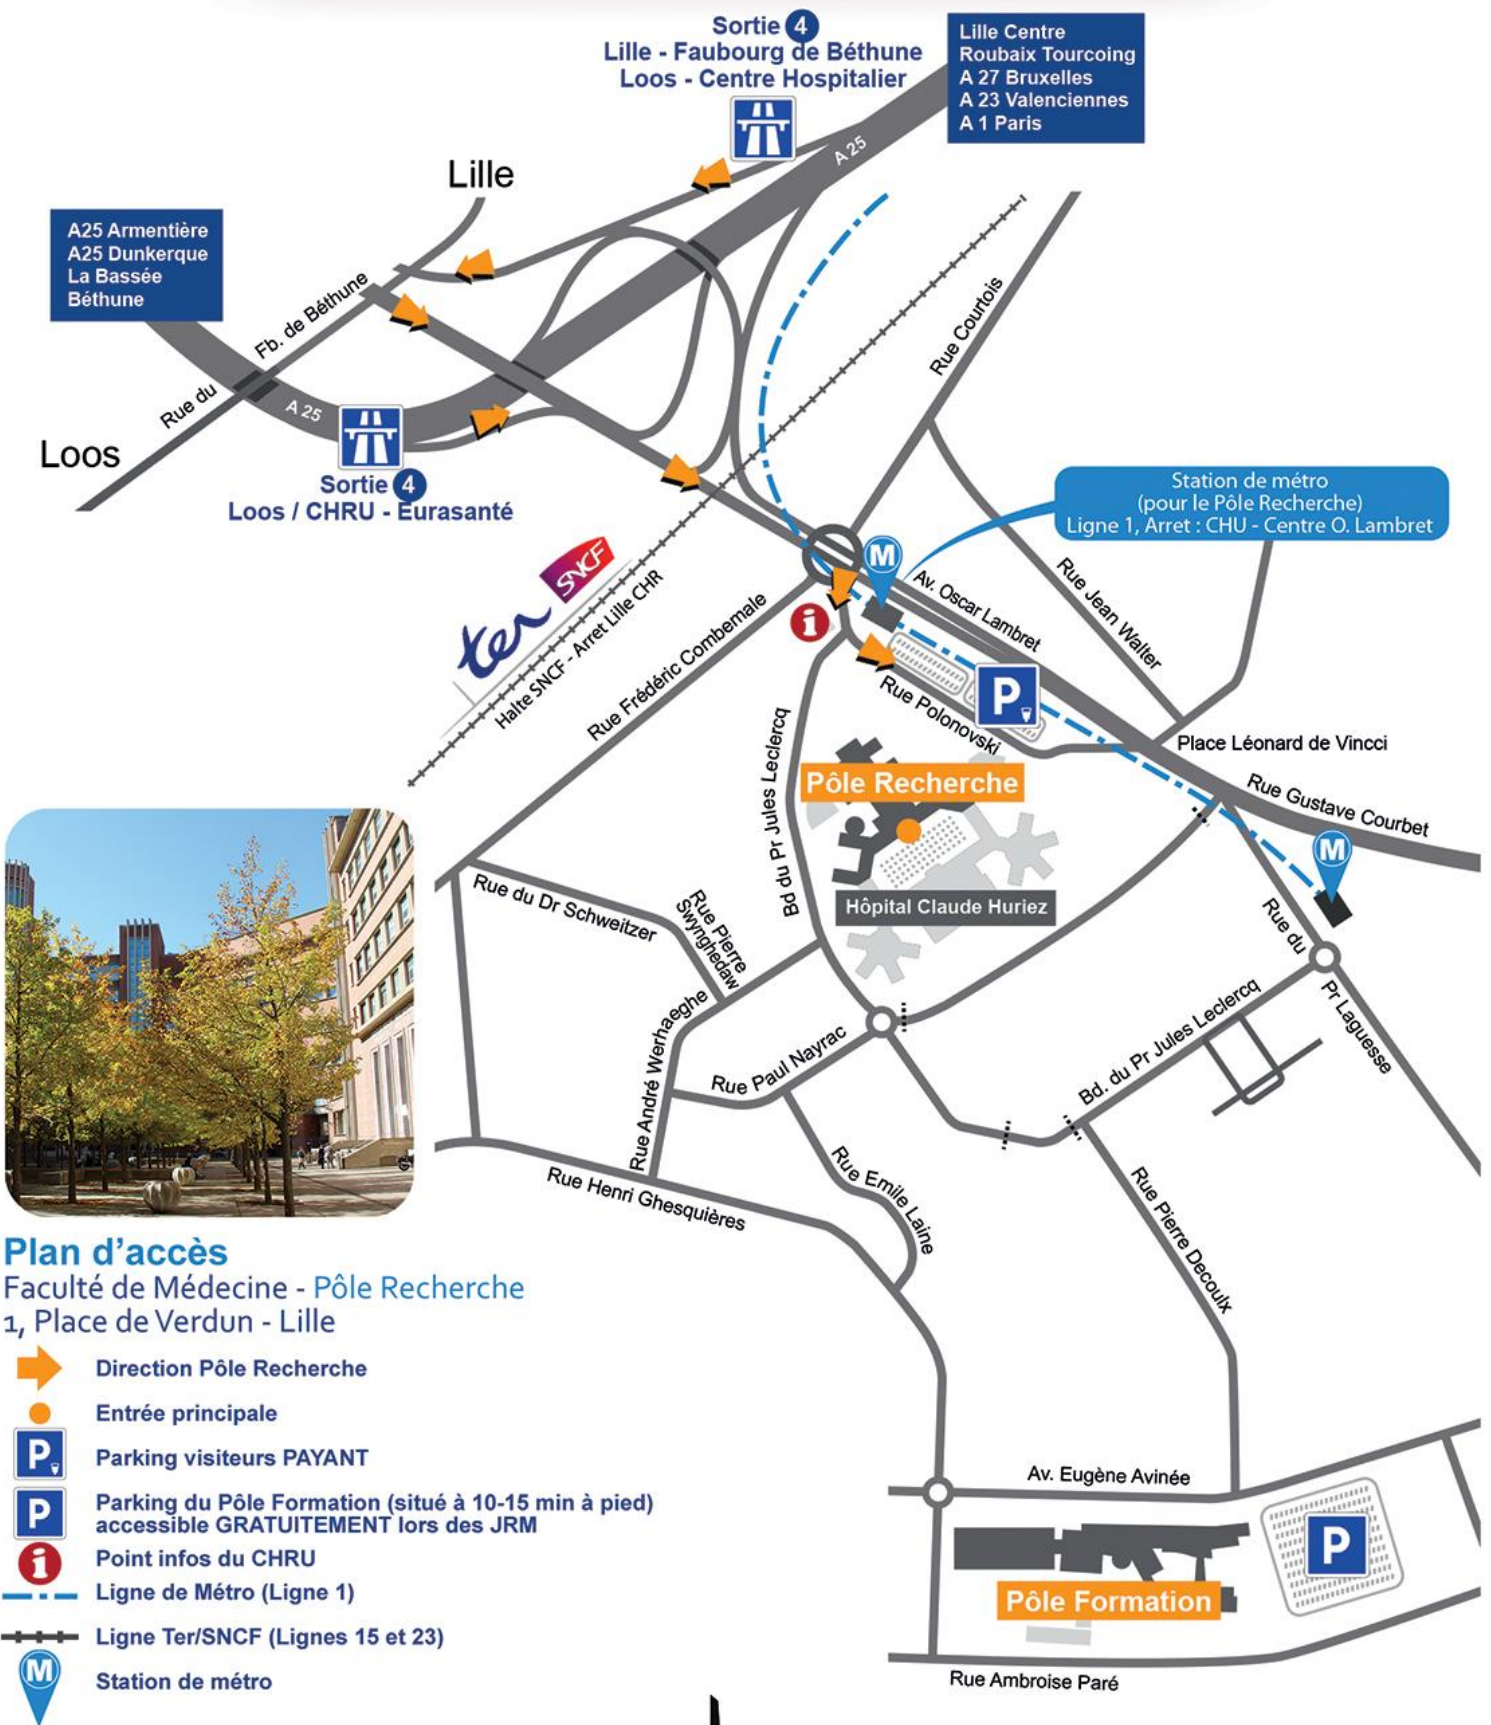 Sortie 4
Lille - Faubourg de Béthune
Loos - Centre Hospitalier
Lille Centre
Roubaix Tourcoing
A 27 Bruxelles
A 23 Valenciennes
A 1 Paris
A 25
Lille
A25 Armentière
A25 Dunkerque
La Bassée
Béthune
Rue du
Fb. de Béthune
A 25
Loos
Sortie 4
Loos / CHRU - Eurasanté
Rue Courtois
Station de métro
(pour le Pôle Recherche)
Ligne 1, Arret : CHU - Centre O. Lambret
M
ter
SNCF
Halte SNCF - Arret Lille CHR
Rue Frédéric Combemale
i
Av. Oscar Lambret
Rue Jean Walter
P
Rue Polonovski
Place Léonard de Vincci
Bd du Pr Jules Leclercq
Pôle Recherche
Rue Gustave Courbet
M
Hôpital Claude Huriez
Rue du Dr Schweitzer
Rue Pierre
Swynghedaw
Rue du
Pr Laguesse
Rue André Werhaeghe
Rue Paul Nayrac
Bd. du Pr Jules Leclercq
Rue Henri Ghesquières
Rue Emile Laine
Rue Pierre Decoulx
Av. Eugène Avinée
P
Pôle Formation
Rue Ambroise Paré
Plan d'accès
Faculté de Médecine - Pôle Recherche
1, Place de Verdun - Lille
Direction Pôle Recherche
Entrée principale
P
Parking visiteurs PAYANT
P
Parking du Pôle Formation (situé à 10-15 min à pied)
accessible GRATUITEMENT lors des JRM
i
Point infos du CHRU
Ligne de Métro (Ligne 1)
Ligne Ter/SNCF (Lignes 15 et 23)
M
Station de métro